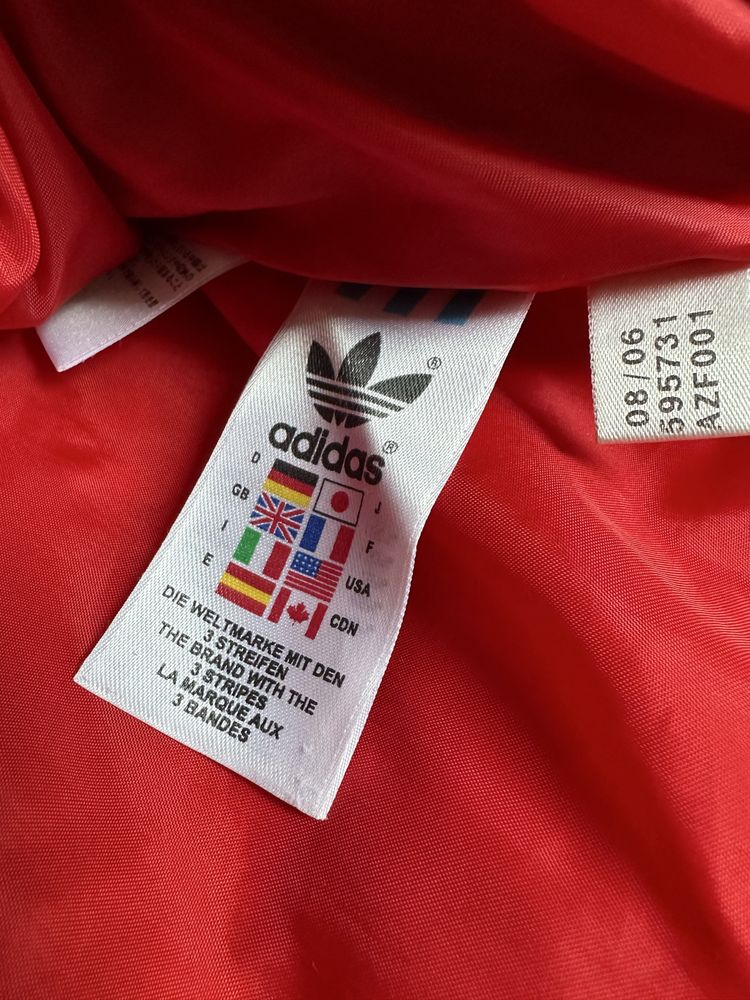 ®
adidas®
D
J
GB
F
I
USA
E
CDN
DIE WELTMARKE MIT DEN
3 STREIFEN
THE BRAND WITH THE
3 STRIPES
LA MARQUE AUX
3 BANDES
08/06
595731
AZF001